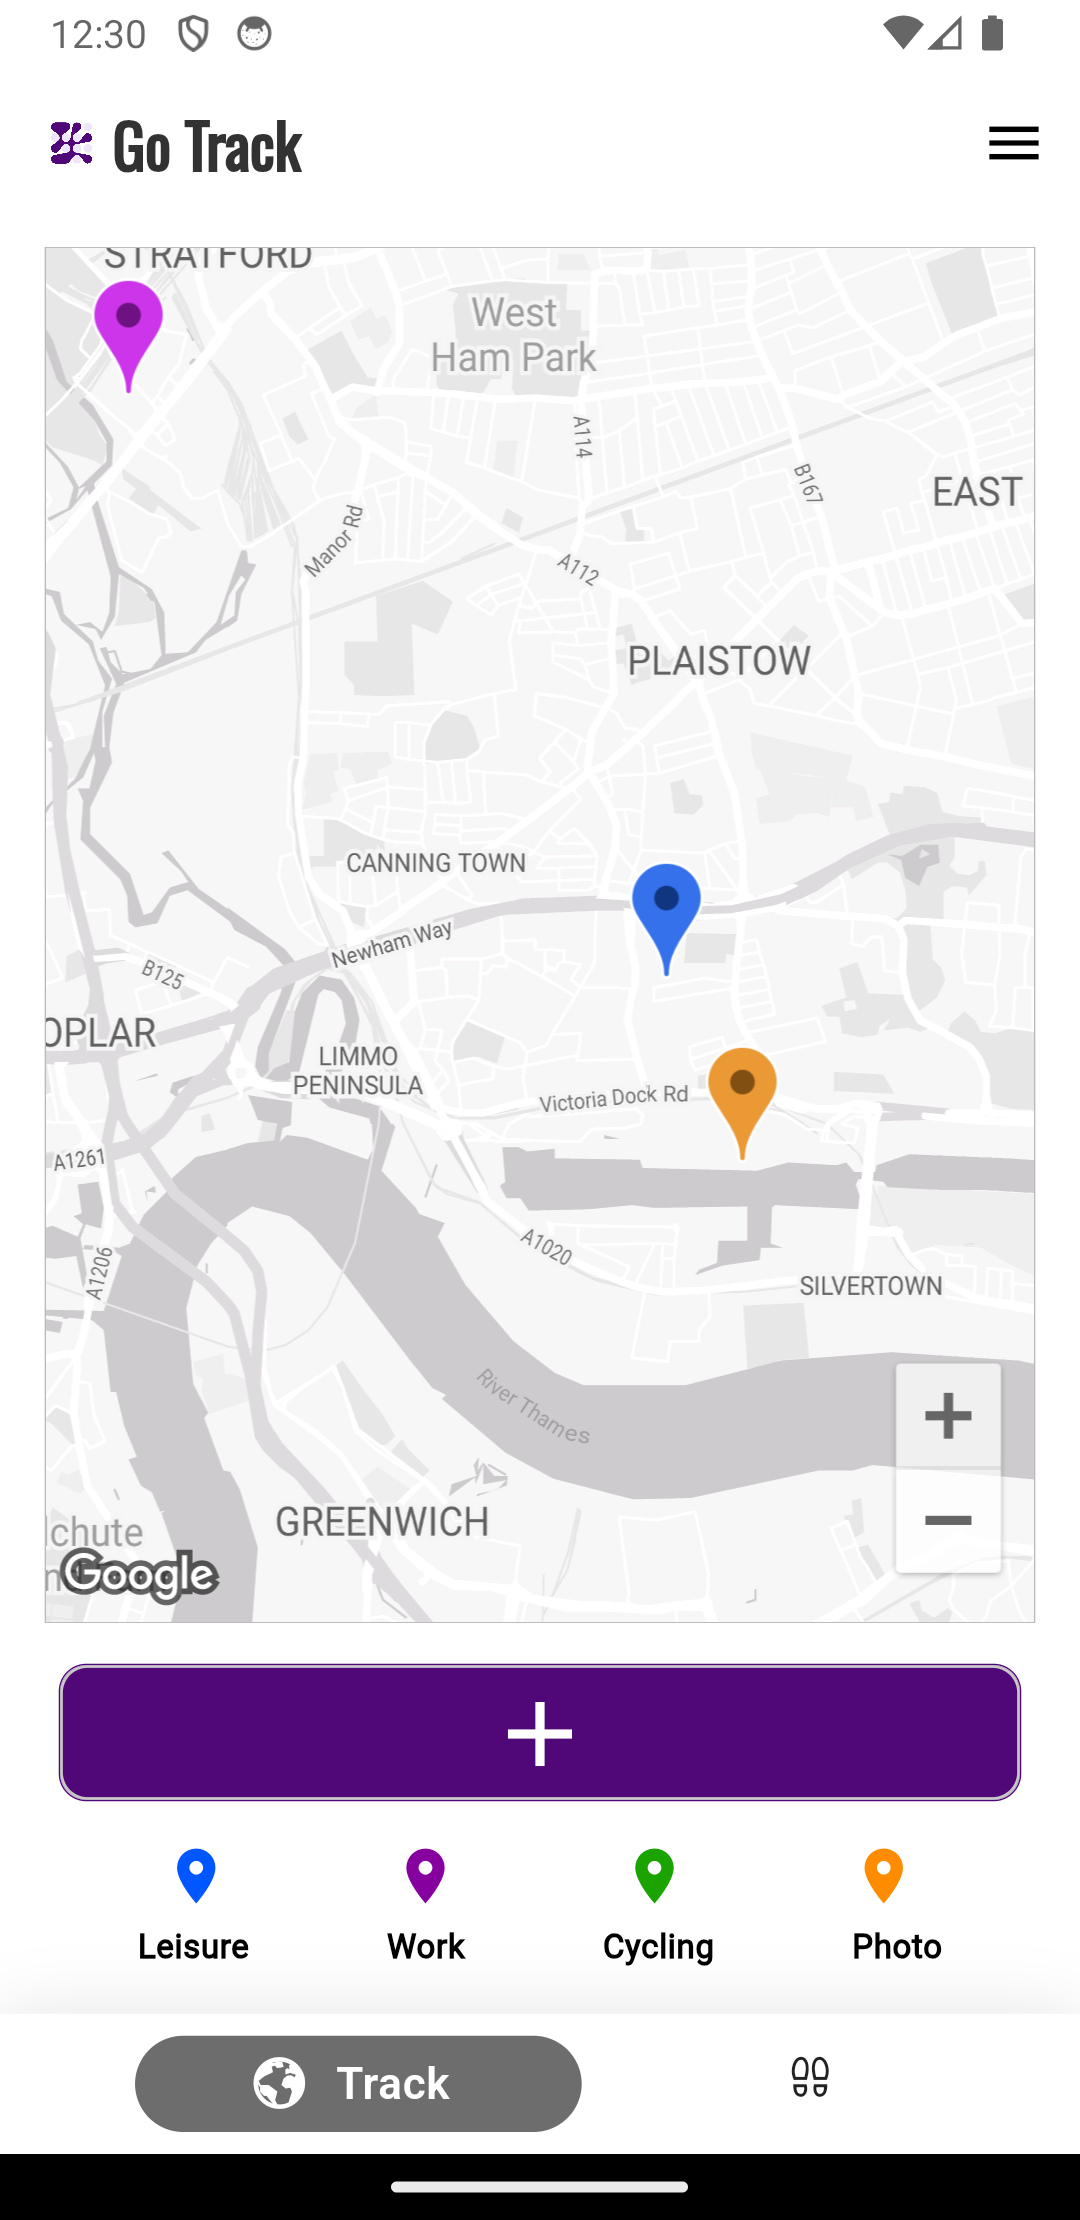 12:30
Go Track
STRATFORD
West
Ham Park
A114
B167
EAST
Manor Rd
A112
PLAISTOW
CANNING TOWN
Newham Way
B125
OPLAR
LIMMO
PENINSULA
Victoria Dock Rd
A1261
A1020
A1206
SILVERTOWN
River Thames
GREENWICH
lchute
Google
Leisure
Work
Cycling
Photo
Track